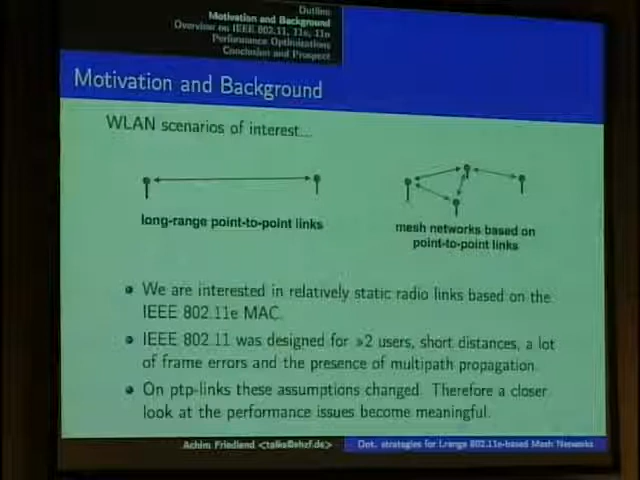 Outline
Motivation and Background
Overview on IEEE 802.11, 11e, 11n
Performance Optimizations
Conclusion and Prospect
Motivation and Background
WLAN scenarios of interest...
long-range point-to-point links
mesh networks based on
point-to-point links
We are interested in relatively static radio links based on the
IEEE 802.11e MAC.
IEEE 802.11 was designed for »2 users, short distances, a lot
of frame errors and the presence of multipath propagation.
On ptp-links these assumptions changed. Therefore a closer
look at the performance issues become meaningful.
Achim Friedland <talks@ahzf.de>
Opt. strategies for Lrange 802.11e-based Mesh Networks